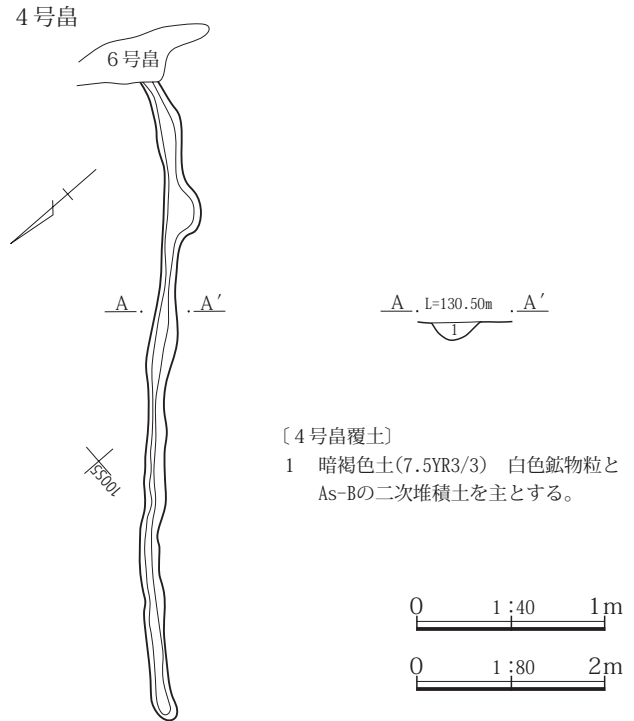 4号畠
6号畠
A A′
A L=130.50m A′
1
100S5
〔4号畠覆土〕
1 暗褐色土(7.5YR3/3) 白色鉱物粒と
As-Bの二次堆積土を主とする。
0 1:40 1m
0 1:80 2m